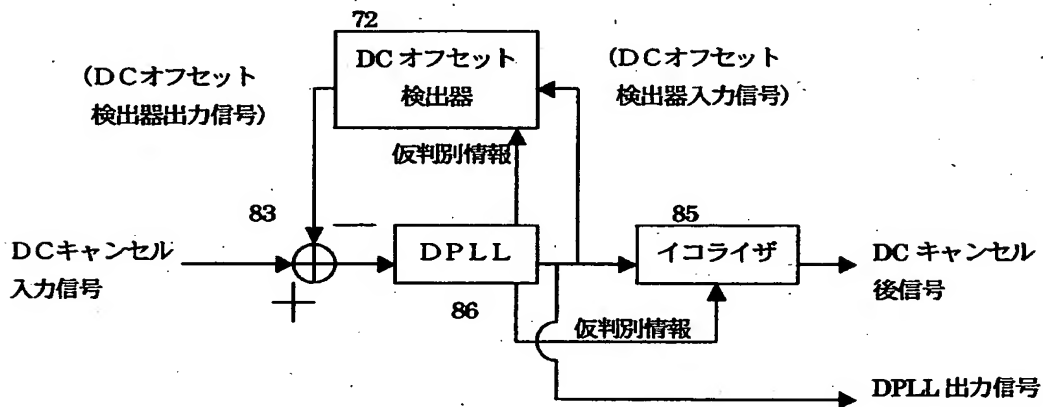 72
DCオフセット
検出器
(DCオフセット
検出器出力信号)
(DCオフセット
検出器入力信号)
仮判別情報
83
85
DCキャンセル
入力信号
DPLL
イコライザ
DCキャンセル
後信号
86
仮判別情報
DPLL出力信号